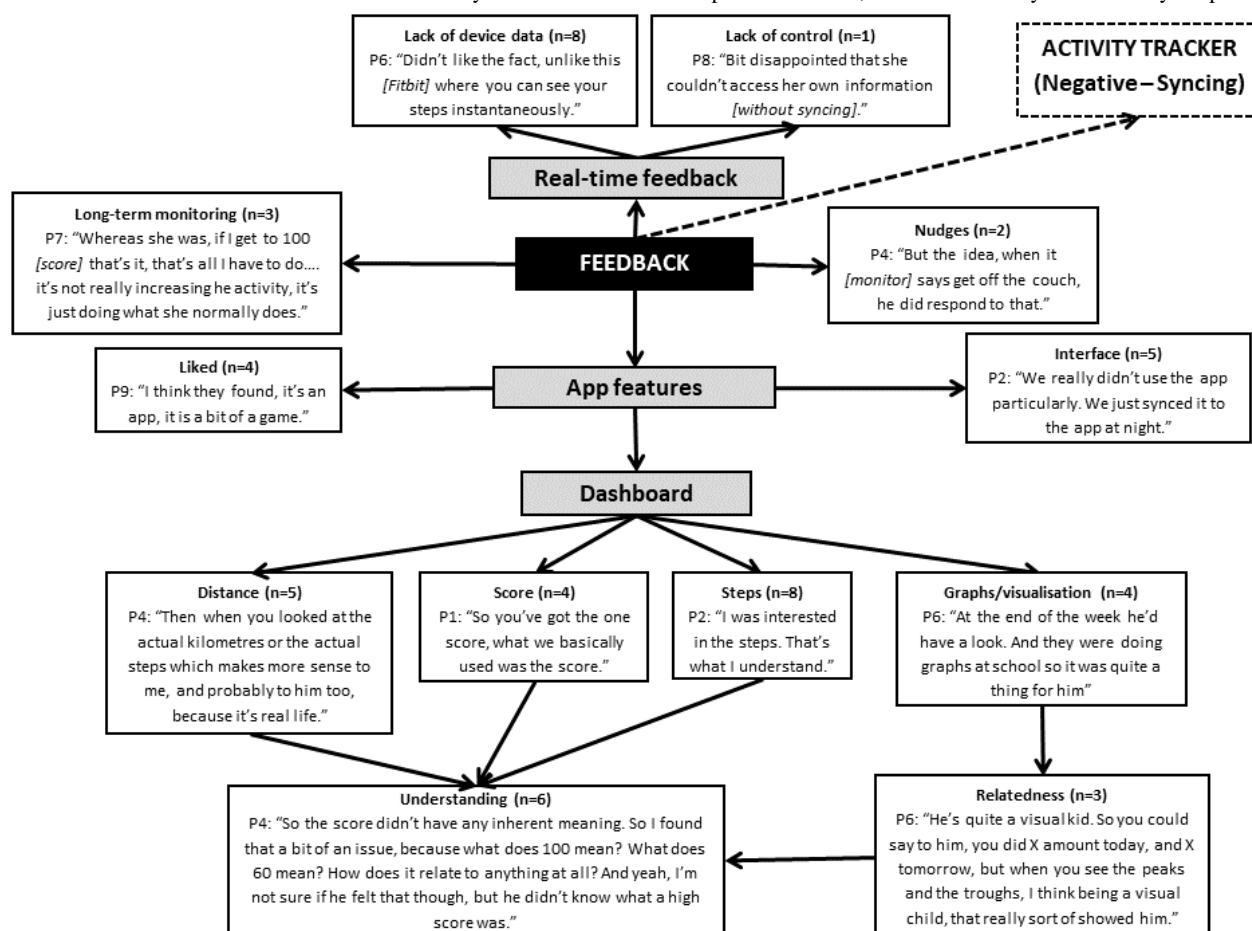 Lack of device data (n=8)
P6: “Didn’t like the fact, unlike this
[Fitbit] where you can see your
steps instantaneously.”
Lack of control (n=1)
P8: “Bit disappointed that she
couldn’t access her own information
[without syncing].”
ACTIVITY TRACKER
(Negative – Syncing)
Real-time feedback
Long-term monitoring (n=3)
P7: “Whereas she was, if I get to 100
[score] that’s it, that’s all I have to do....
it’s not really increasing he activity, it’s
just doing what she normally does.”
FEEDBACK
Nudges (n=2)
P4: “But the idea, when it
[monitor] says get off the couch,
he did respond to that.”
Liked (n=4)
P9: “I think they found, it’s an
app, it is a bit of a game.”
App features
Interface (n=5)
P2: “We really didn’t use the app
particularly. We just synced it to
the app at night.”
Dashboard
Distance (n=5)
P4: “Then when you looked at the
actual kilometres or the actual
steps which makes more sense to
me, and probably to him too,
because it’s real life.”
Score (n=4)
P1: “So you’ve got the one
score, what we basically
used was the score.”
Steps (n=8)
P2: “I was interested
in the steps. That’s
what I understand.”
Graphs/visualisation (n=4)
P6: “At the end of the week he’d
have a look. And they were doing
graphs at school so it was quite a
thing for him”
Understanding (n=6)
P4: “So the score didn’t have any inherent meaning. So I found
that a bit of an issue, because what does 100 mean? What does
60 mean? How does it relate to anything at all? And yeah, I’m
not sure if he felt that though, but he didn’t know what a high
score was.”
Relatedness (n=3)
P6: “He’s quite a visual kid. So you could
say to him, you did X amount today, and X
tomorrow, but when you see the peaks
and the troughs, I think being a visual
child, that really sort of showed him.”